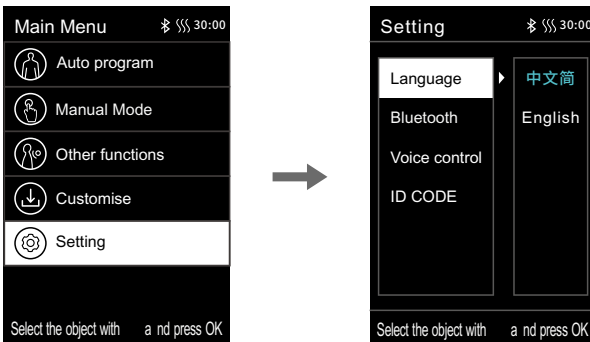 Main Menu 30:00
Auto program
Manual Mode
Other functions
Customise
Setting
Select the object with a nd press OK
Setting 30:00
Language 中文简
Bluetooth English
Voice control
ID CODE
Select the object with a nd press OK